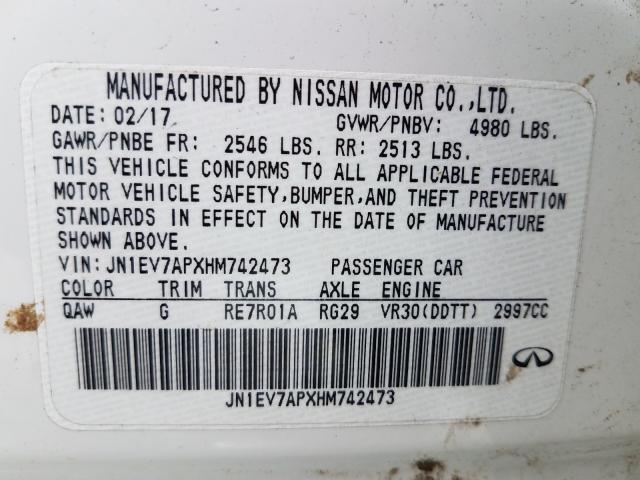 MANUFACTURED BY NISSAN MOTOR CO.,LTD.
DATE: 02/17 GVWR/PNBV: 4980 LBS.
GAWR/PNBE FR: 2546 LBS. RR: 2513 LBS.
THIS VEHICLE CONFORMS TO ALL APPLICABLE FEDERAL
MOTOR VEHICLE SAFETY,BUMPER,AND THEFT PREVENTION
STANDARDS IN EFFECT ON THE DATE OF MANUFACTURE
SHOWN ABOVE.
VIN:JN1EV7APXHM742473 PASSENGER CAR
COLOR TRIM TRANS AXLE ENGINE
QAW G RE7R01A RG29 VR30(DDTT) 2997CC
JN1EV7APXHM742473